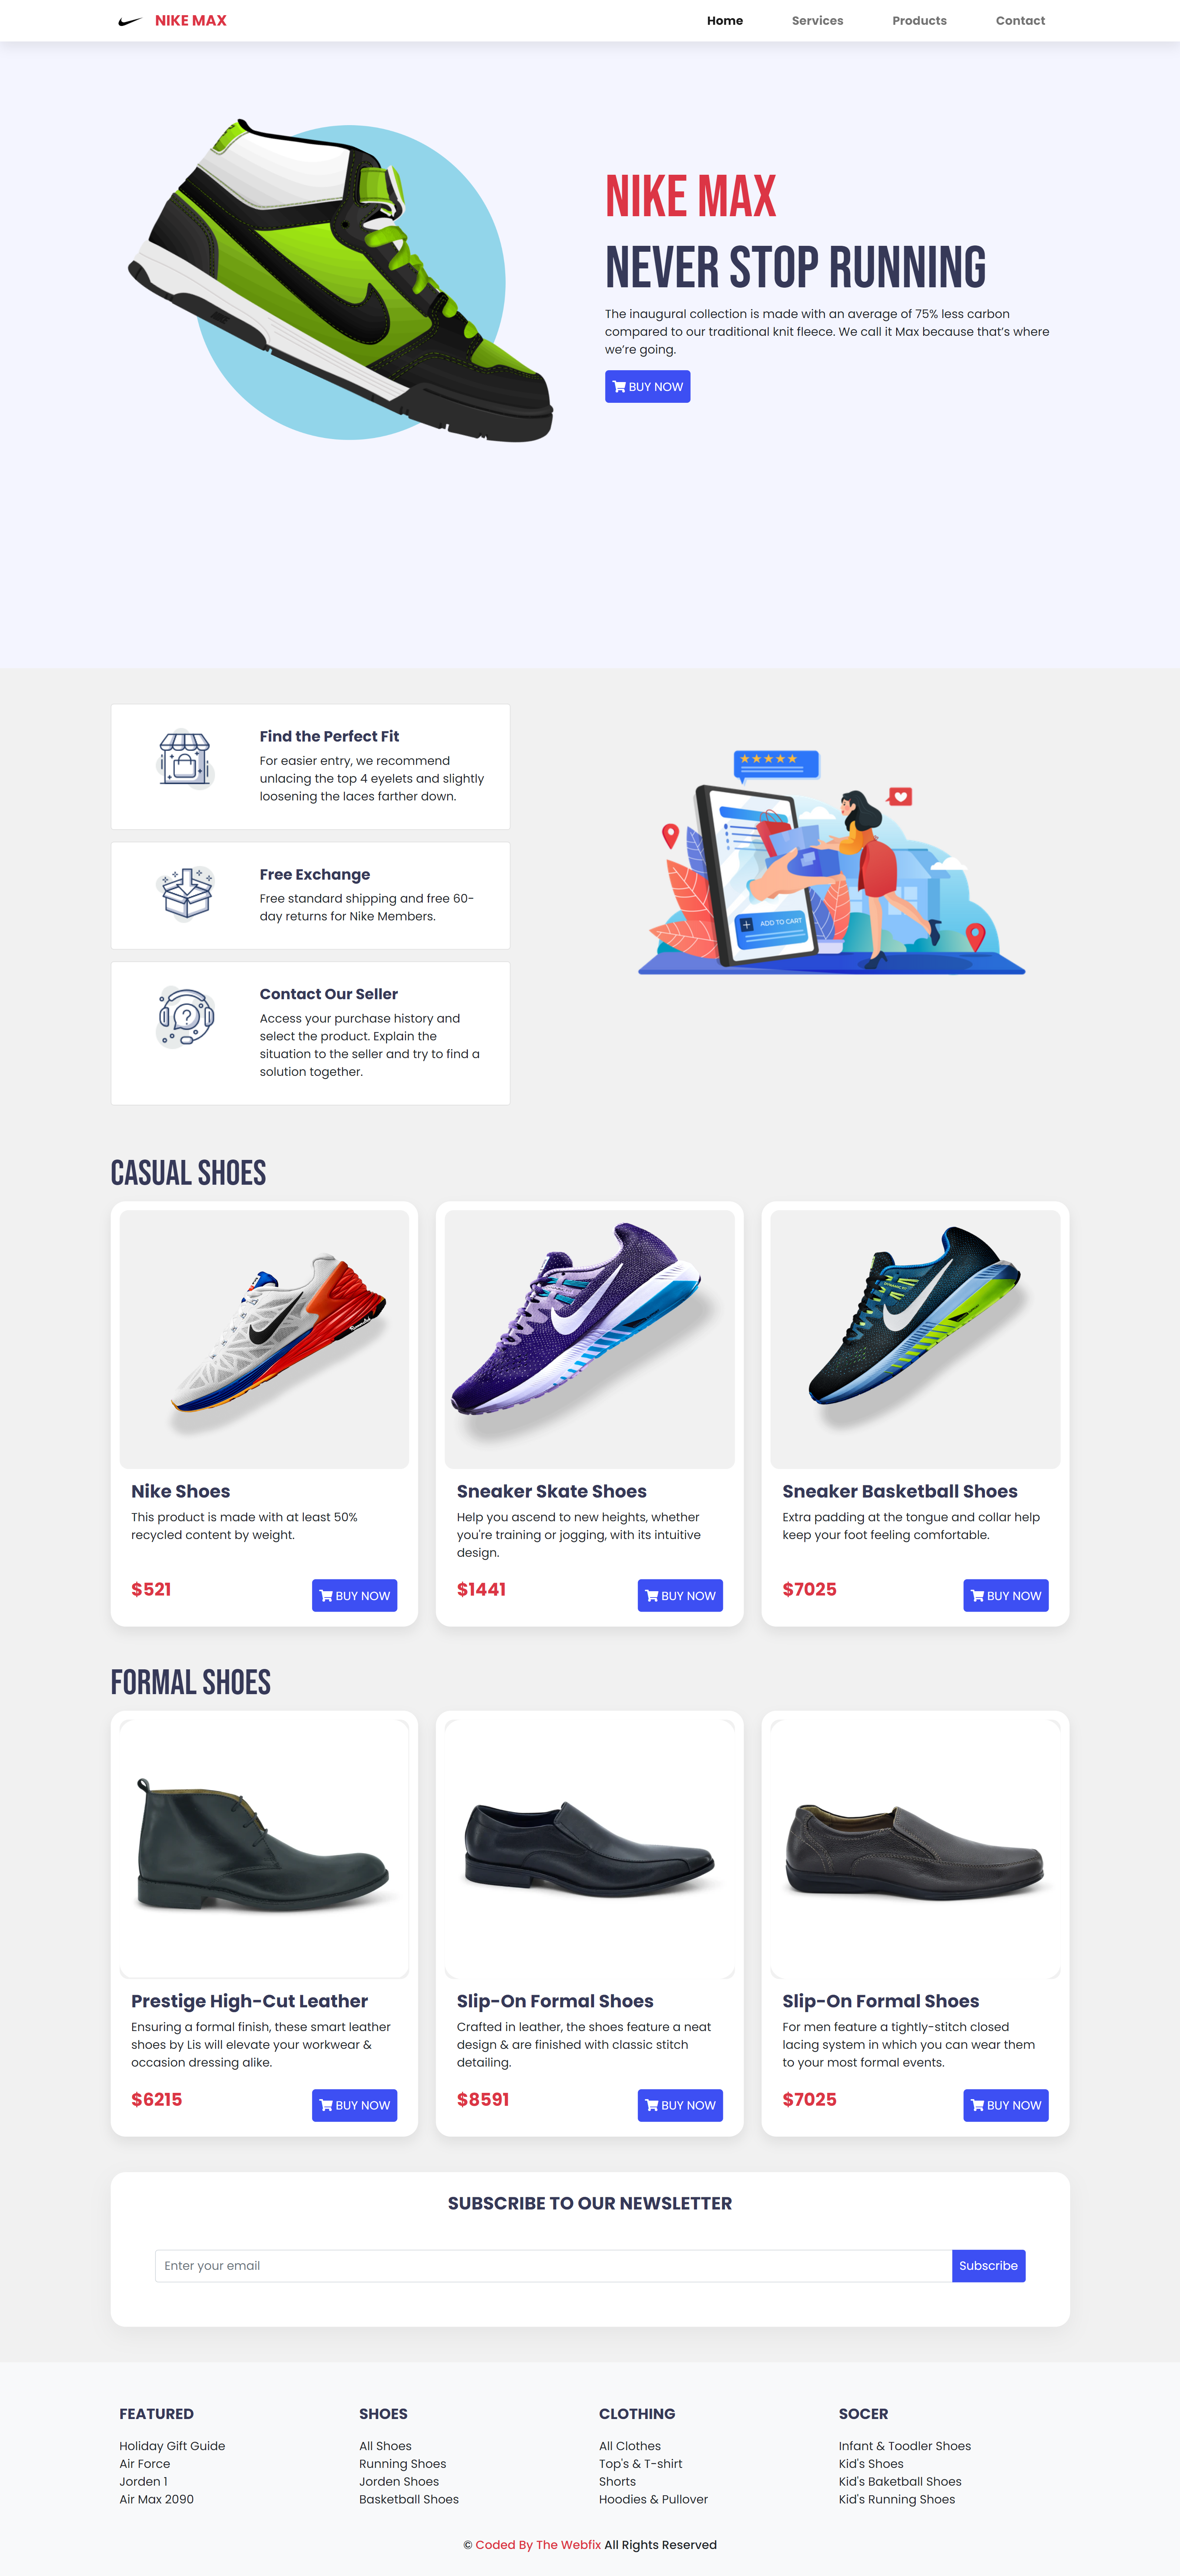 NIKE MAX
Home
Services
Products
Contact
NIKE MAX
NEVER STOP RUNNING
The inaugural collection is made with an average of 75% less carbon
compared to our traditional knit fleece. We call it Max because that’s where
we’re going.
BUY NOW
Find the Perfect Fit
For easier entry, we recommend
unlacing the top 4 eyelets and slightly
loosening the laces farther down.
Free Exchange
Free standard shipping and free 60-
day returns for Nike Members.
Contact Our Seller
Access your purchase history and
select the product. Explain the
situation to the seller and try to find a
solution together.
ADD TO CART
CASUAL SHOES
Nike Shoes
This product is made with at least 50%
recycled content by weight.
$521
BUY NOW
Sneaker Skate Shoes
Help you ascend to new heights, whether
you're training or jogging, with its intuitive
design.
$1441
BUY NOW
Sneaker Basketball Shoes
Extra padding at the tongue and collar help
keep your foot feeling comfortable.
$7025
BUY NOW
FORMAL SHOES
Prestige High-Cut Leather
Ensuring a formal finish, these smart leather
shoes by Lis will elevate your workwear &
occasion dressing alike.
$6215
BUY NOW
Slip-On Formal Shoes
Crafted in leather, the shoes feature a neat
design & are finished with classic stitch
detailing.
$8591
BUY NOW
Slip-On Formal Shoes
For men feature a tightly-stitch closed
lacing system in which you can wear them
to your most formal events.
$7025
BUY NOW
SUBSCRIBE TO OUR NEWSLETTER
Enter your email
Subscribe
FEATURED
Holiday Gift Guide
Air Force
Jorden 1
Air Max 2090
SHOES
All Shoes
Running Shoes
Jorden Shoes
Basketball Shoes
CLOTHING
All Clothes
Top's & T-shirt
Shorts
Hoodies & Pullover
SOCER
Infant & Toodler Shoes
Kid's Shoes
Kid's Baketball Shoes
Kid's Running Shoes
© Coded By The Webfix All Rights Reserved